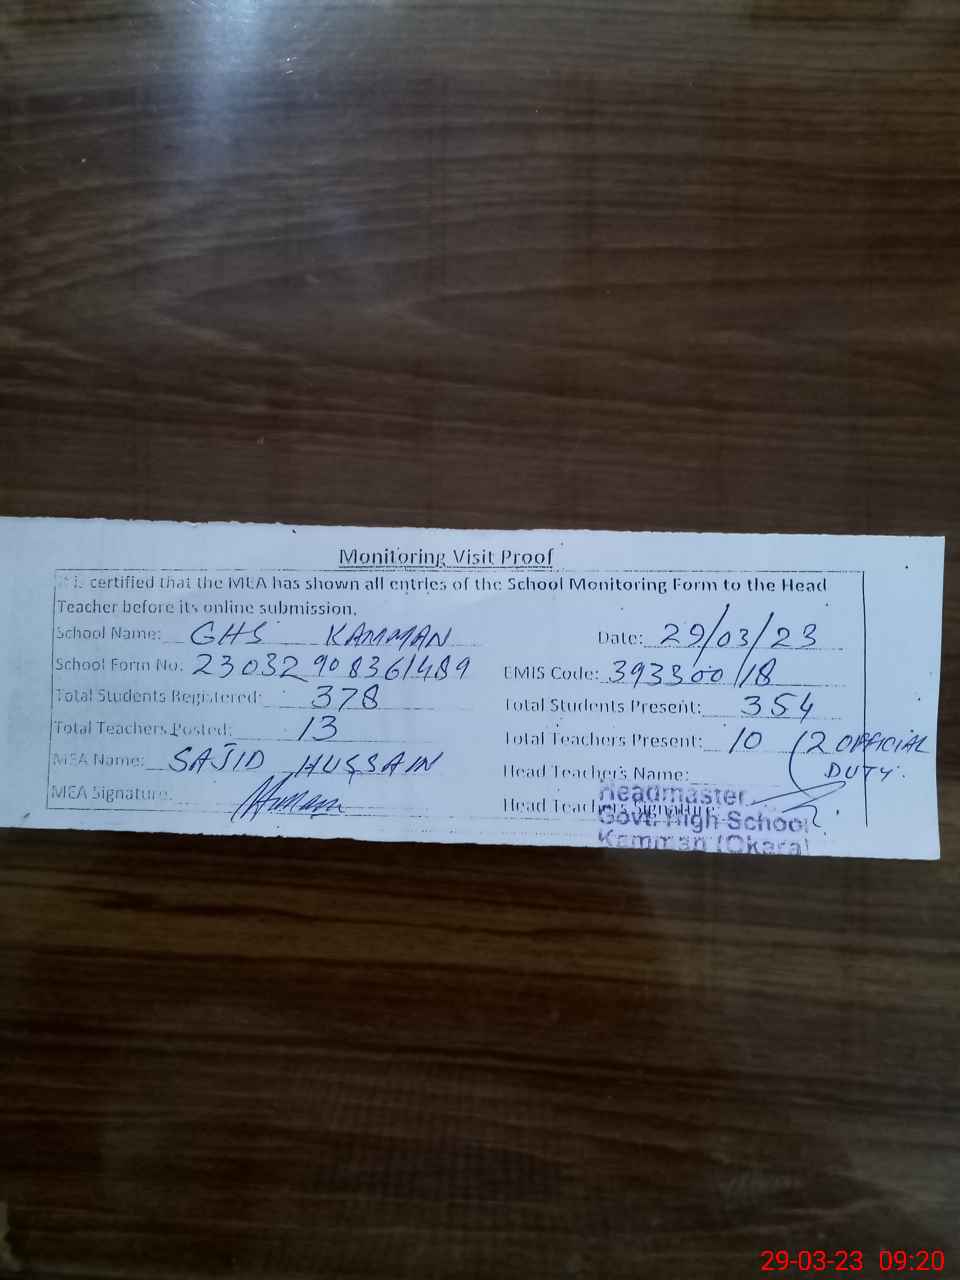 Monitoring Visit Proof
It is certified that the MEA has shown all entries of the School Monitoring Form to the Head
Teacher before its online submission.
School Name: GHS KAMMAN Date: 29/03/23
School Form No: 23032908361489 EMIS Code: 39330018
Total Students Registered: 378 Total Students Present: 354
Total Teachers Posted: 13 Total Teachers Present: 10 (2 OFFICIAL
DUTY.
MEA Name: SAJID HUSSAIN Head Teacher's Name:
MEA Signature: Head Teacher's Signature
Headmaster
Govt. High School
Kamman (Okara)
29-03-23 09:20